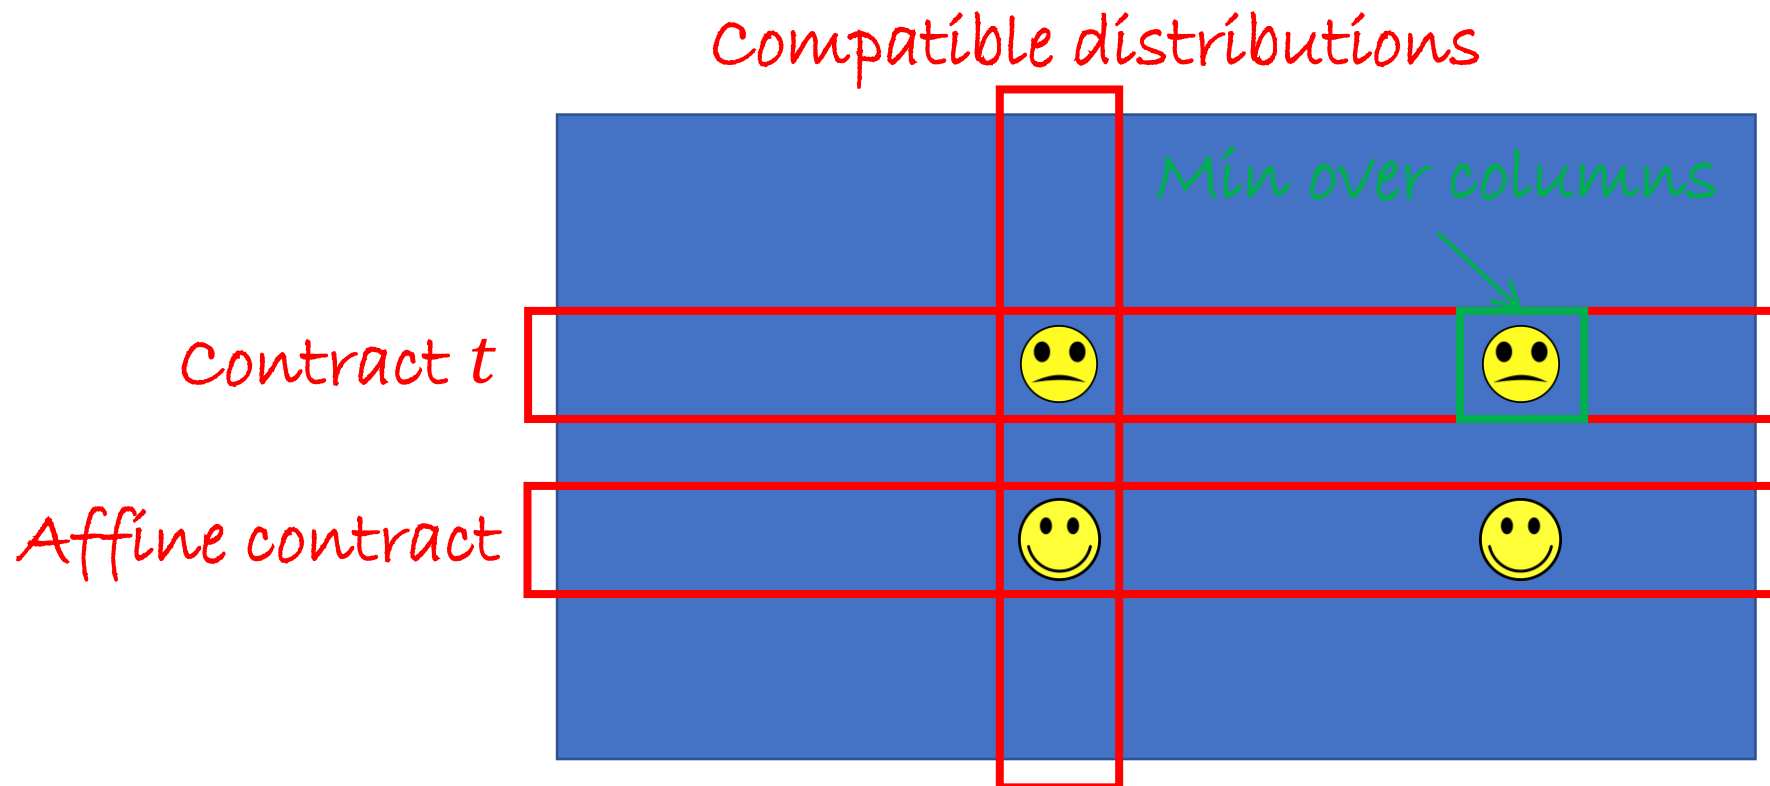 Compatible distributions
Min over columns
Contract t
Affine contract